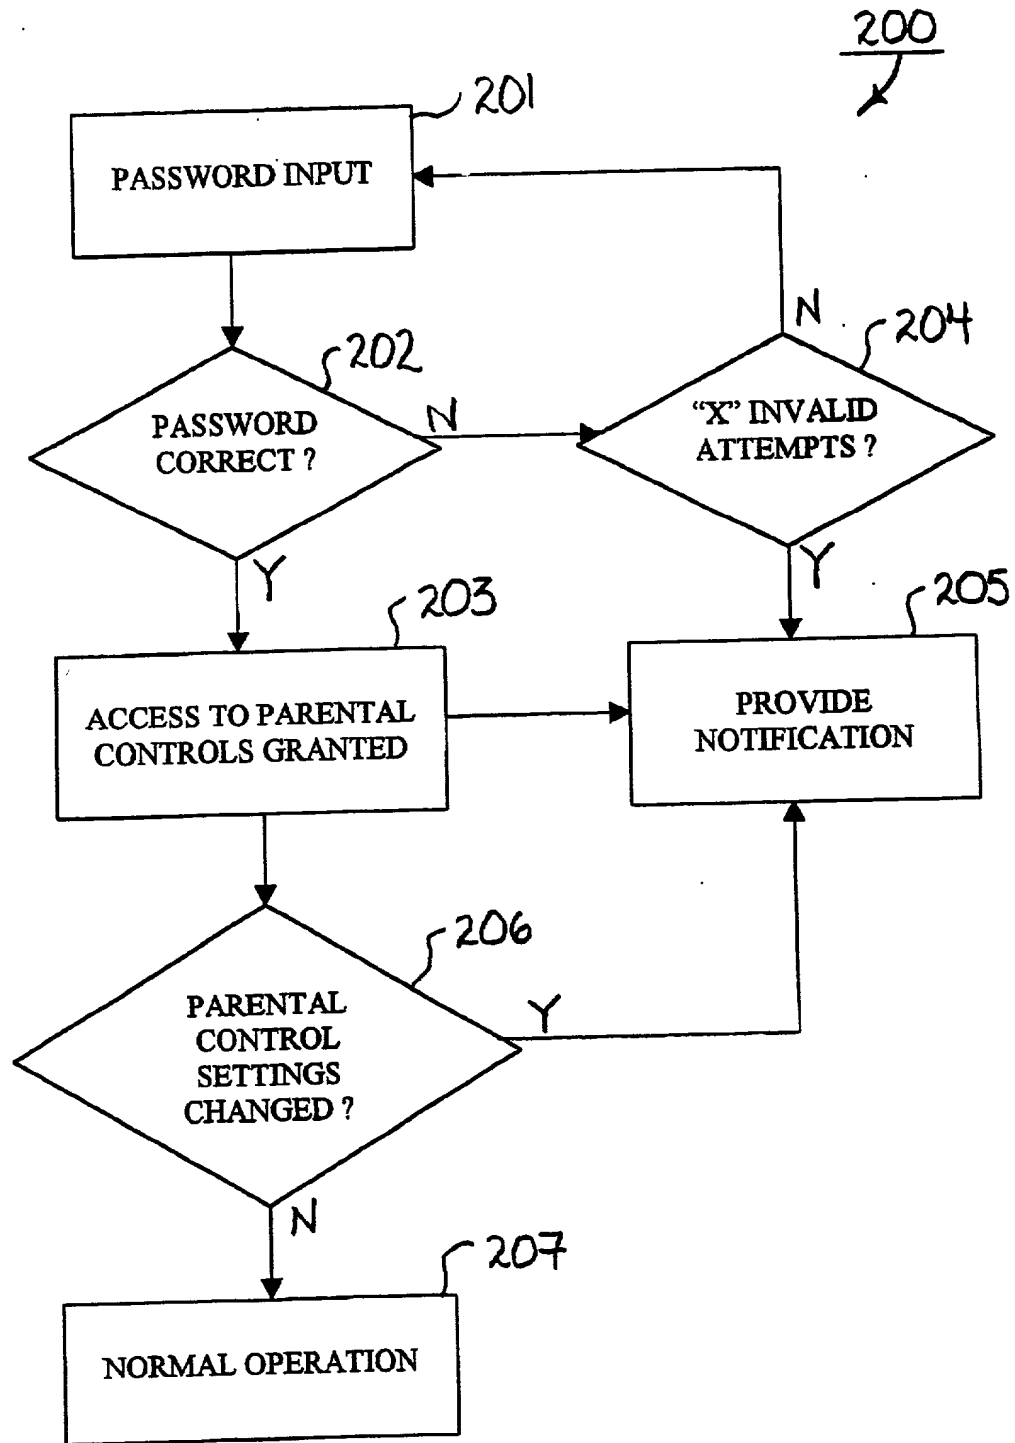 200
201
PASSWORD INPUT
N
202
204
PASSWORD
CORRECT ?
N
"X" INVALID
ATTEMPTS ?
Y
Y
203
205
ACCESS TO PARENTAL
CONTROLS GRANTED
PROVIDE
NOTIFICATION
206
PARENTAL
CONTROL
SETTINGS
CHANGED ?
Y
N
207
NORMAL OPERATION